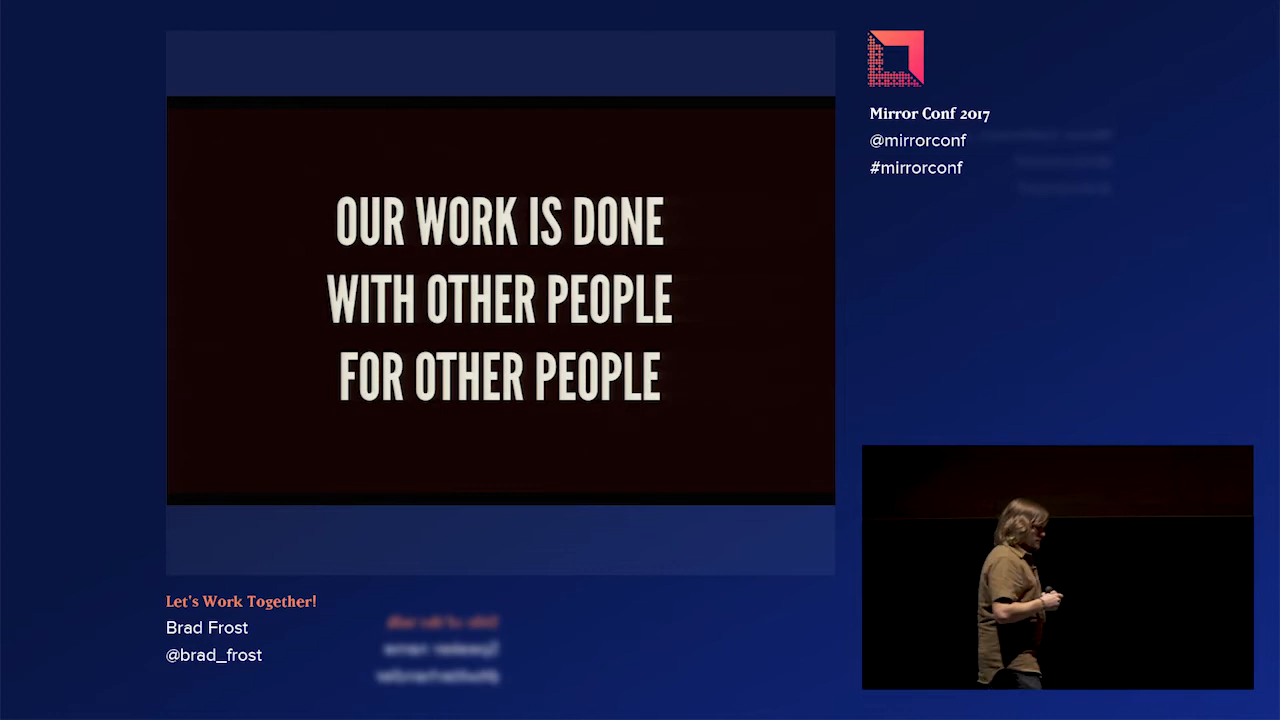 OUR WORK IS DONE
WITH OTHER PEOPLE
FOR OTHER PEOPLE
Mirror Conf 2017
@mirrorconf
#mirrorconf
Let's Work Together!
Brad Frost
@brad_frost